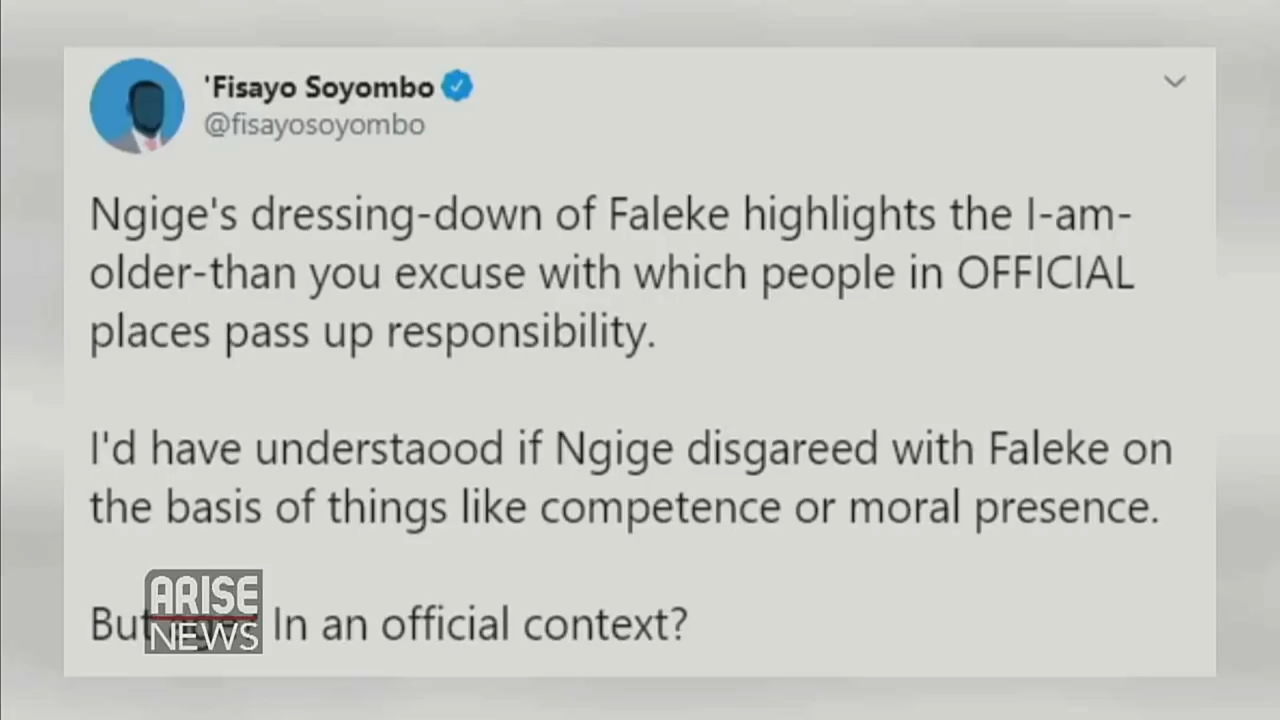 'Fisayo Soyombo
@fisayosoyombo
Ngige's dressing-down of Faleke highlights the I-am-
older-than you excuse with which people in OFFICIAL
places pass up responsibility.
I'd have understaood if Ngige disgareed with Faleke on
the basis of things like competence or moral presence.
But In an official context?
ARISE
NEWS